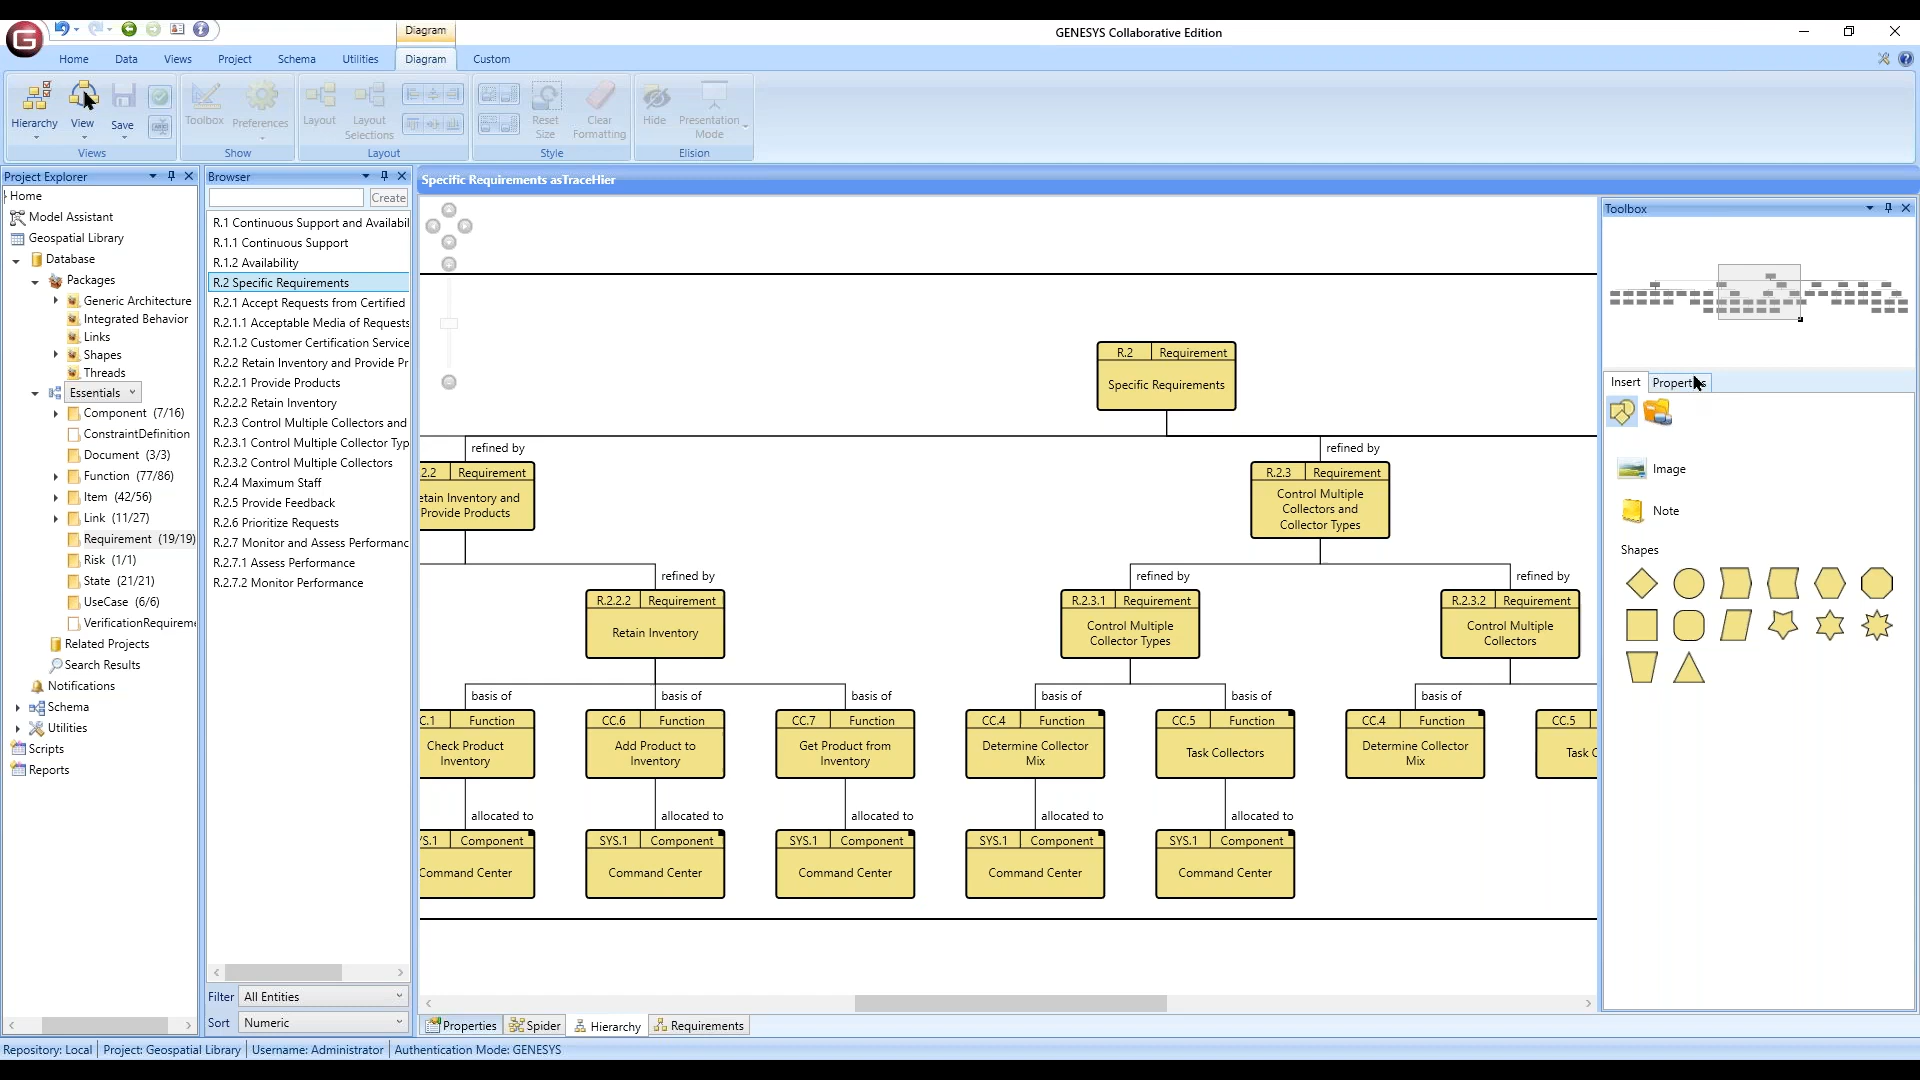 Diagram
GENESYS Collaborative Edition
Home
Data
Views
Project
Schema
Utilities
Diagram
Custom
Hierarchy
View
Save
Toolbox
Preferences
Layout
Layout
Selections
Reset
Size
Clear
Formatting
Hide
Presentation
Mode
Views
Show
Layout
Style
Elision
Project Explorer
Home
Model Assistant
Geospatial Library
Database
Packages
Generic Architecture
Integrated Behavior
Links
Shapes
Threads
Essentials
Component (7/16)
ConstraintDefinition
Document (3/3)
Function (77/86)
Item (42/56)
Link (11/27)
Requirement (19/19)
Risk (1/1)
State (21/21)
UseCase (6/6)
VerificationRequireme
Related Projects
Search Results
Notifications
Schema
Utilities
Scripts
Reports
Browser
Create
R.1 Continuous Support and Availabil
R.1.1 Continuous Support
R.1.2 Availability
R.2 Specific Requirements
R.2.1 Accept Requests from Certified
R.2.1.1 Acceptable Media of Requests
R.2.1.2 Customer Certification Service
R.2.2 Retain Inventory and Provide Pr
R.2.2.1 Provide Products
R.2.2.2 Retain Inventory
R.2.3 Control Multiple Collectors and
R.2.3.1 Control Multiple Collector Typ
R.2.3.2 Control Multiple Collectors
R.2.4 Maximum Staff
R.2.5 Provide Feedback
R.2.6 Prioritize Requests
R.2.7 Monitor and Assess Performanc
R.2.7.1 Assess Performance
R.2.7.2 Monitor Performance
Filter All Entities
Sort Numeric
Specific Requirements asTraceHier
R.2 Requirement
Specific Requirements
refined by
refined by
2.2 Requirement
etain Inventory and
Provide Products
R.2.3 Requirement
Control Multiple
Collectors and
Collector Types
refined by
refined by
refined by
R.2.2.2 Requirement
Retain Inventory
R.2.3.1 Requirement
Control Multiple
Collector Types
R.2.3.2 Requirement
Control Multiple
Collectors
basis of
basis of
basis of
basis of
basis of
basis of
C.1 Function
Check Product
Inventory
CC.6 Function
Add Product to
Inventory
CC.7 Function
Get Product from
Inventory
CC.4 Function
Determine Collector
Mix
CC.5 Function
Task Collectors
CC.4 Function
Determine Collector
Mix
CC.5
Task C
allocated to
allocated to
allocated to
allocated to
allocated to
YS.1 Component
Command Center
SYS.1 Component
Command Center
SYS.1 Component
Command Center
SYS.1 Component
Command Center
SYS.1 Component
Command Center
Properties
Spider
Hierarchy
Requirements
Toolbox
Insert
Image
Note
Shapes
Repository: Local
Project: Geospatial Library
Username: Administrator
Authentication Mode: GENESYS